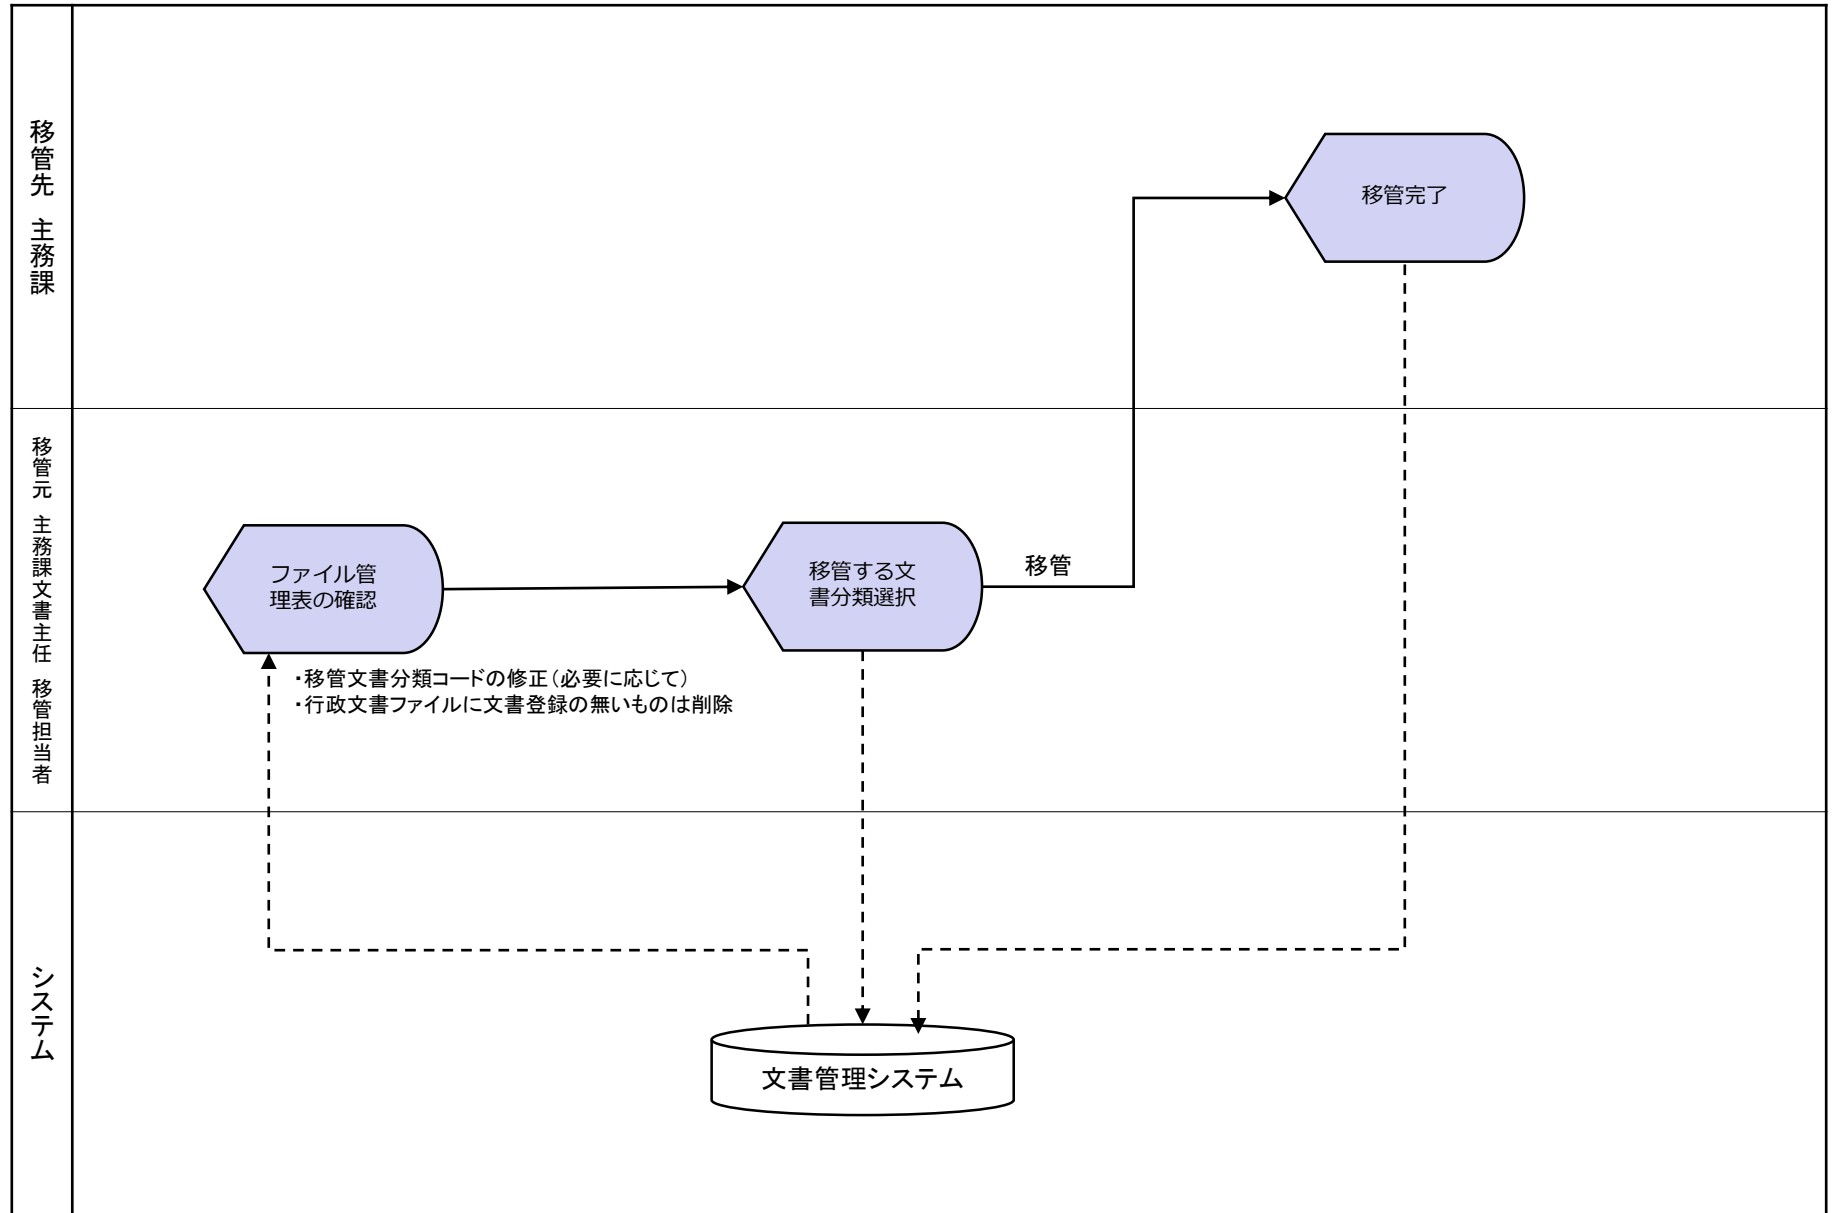 移管先 主務課
移管完了
移管元 主務課文書主任 移管担当者
ファイル管
理表の確認
移管する文
書分類選択
移管
・移管文書分類コードの修正（必要に応じて）
・行政文書ファイルに文書登録の無いものは削除
システム
文書管理システム